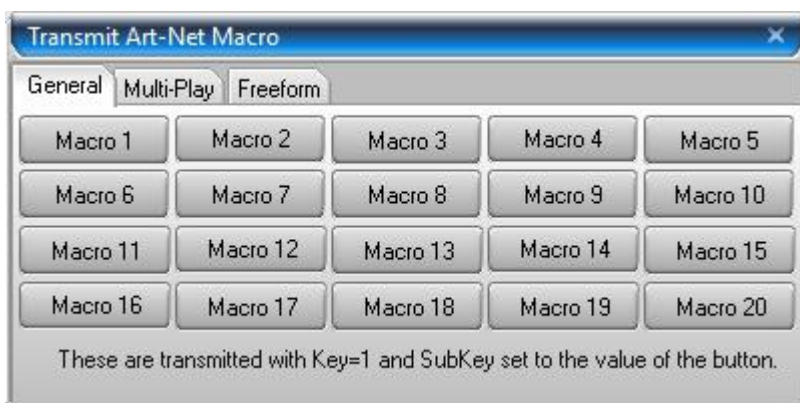 Transmit Art-Net Macro
General Multi-Play Freeform
Macro 1 Macro 2 Macro 3 Macro 4 Macro 5
Macro 6 Macro 7 Macro 8 Macro 9 Macro 10
Macro 11 Macro 12 Macro 13 Macro 14 Macro 15
Macro 16 Macro 17 Macro 18 Macro 19 Macro 20
These are transmitted with Key=1 and SubKey set to the value of the button.